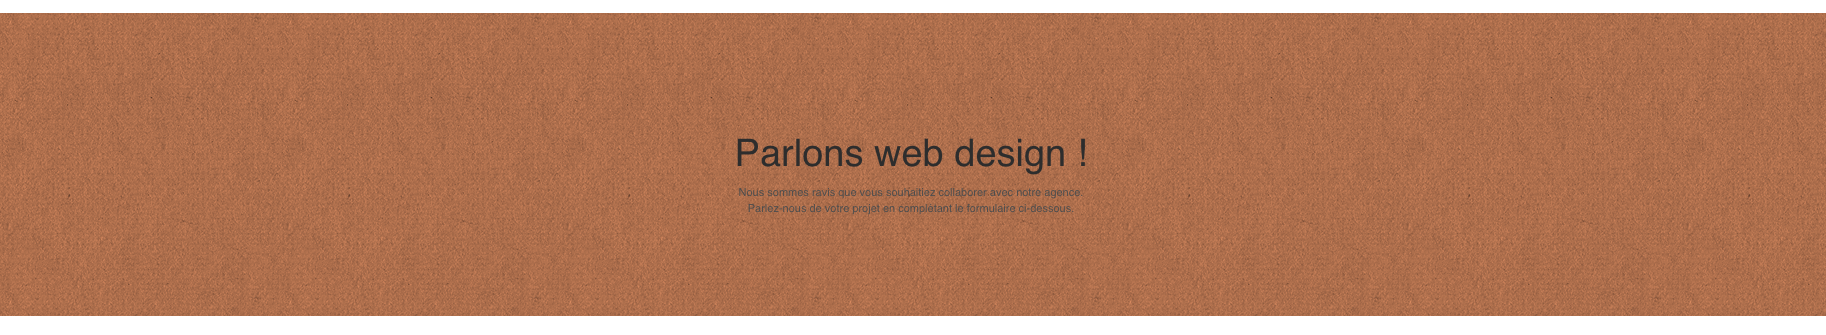 Parlons web design !
Nous sommes ravis que vous souhaitiez collaborer avec notre agence.
Parlez-nous de votre projet en complétant le formulaire ci-dessous.